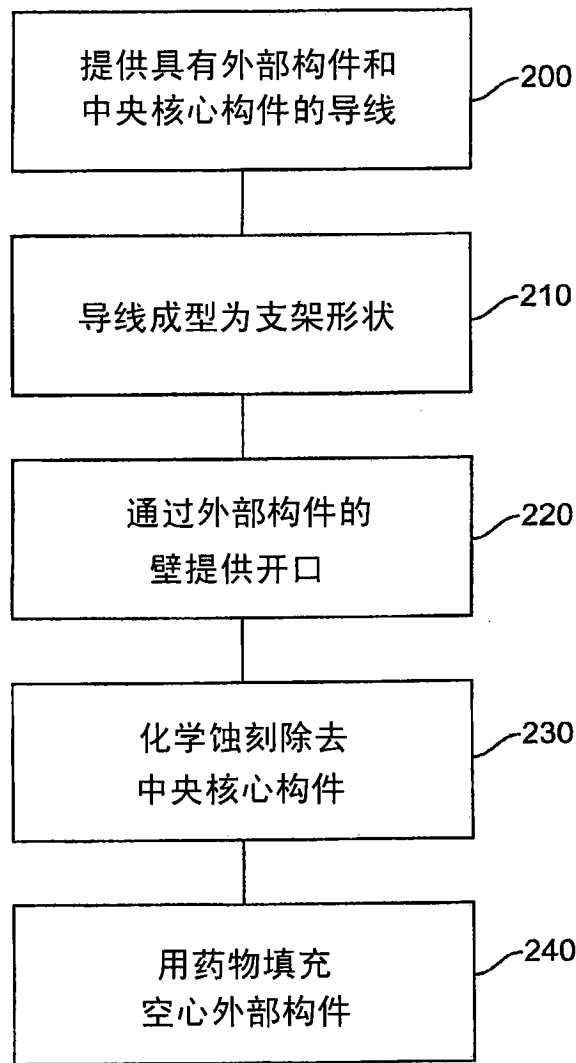 提供具有外部构件和
中央核心构件的导线
200
导线成型为支架形状
210
通过外部构件的
壁提供开口
220
化学蚀刻除去
中央核心构件
230
用药物填充
空心外部构件
240